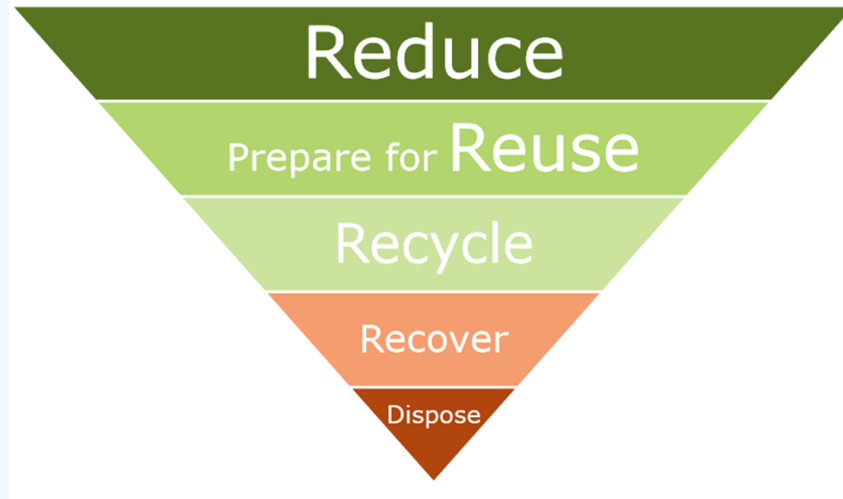 Reduce
Prepare for Reuse
Recycle
Recover
Dispose